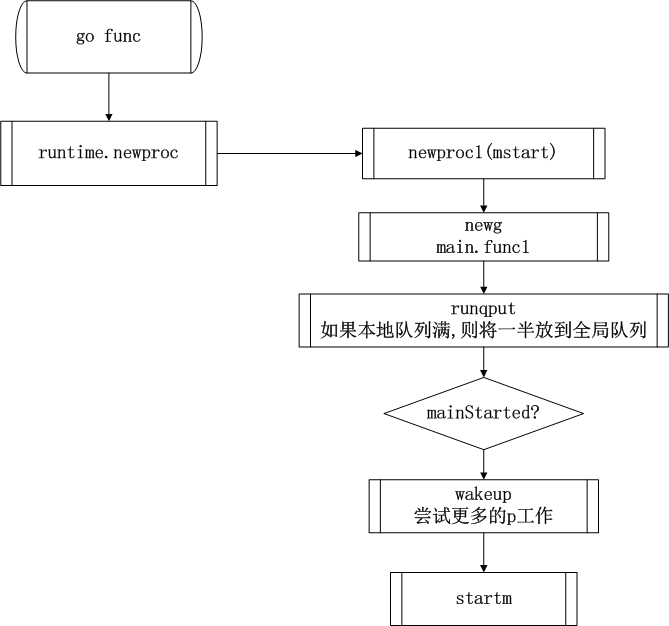 go func
runtime.newproc
newproc1(mstart)
newg
main.func1
runqput
如果本地队列满,则将一半放到全局队列
mainStarted?
wakeup
尝试更多的p工作
startm